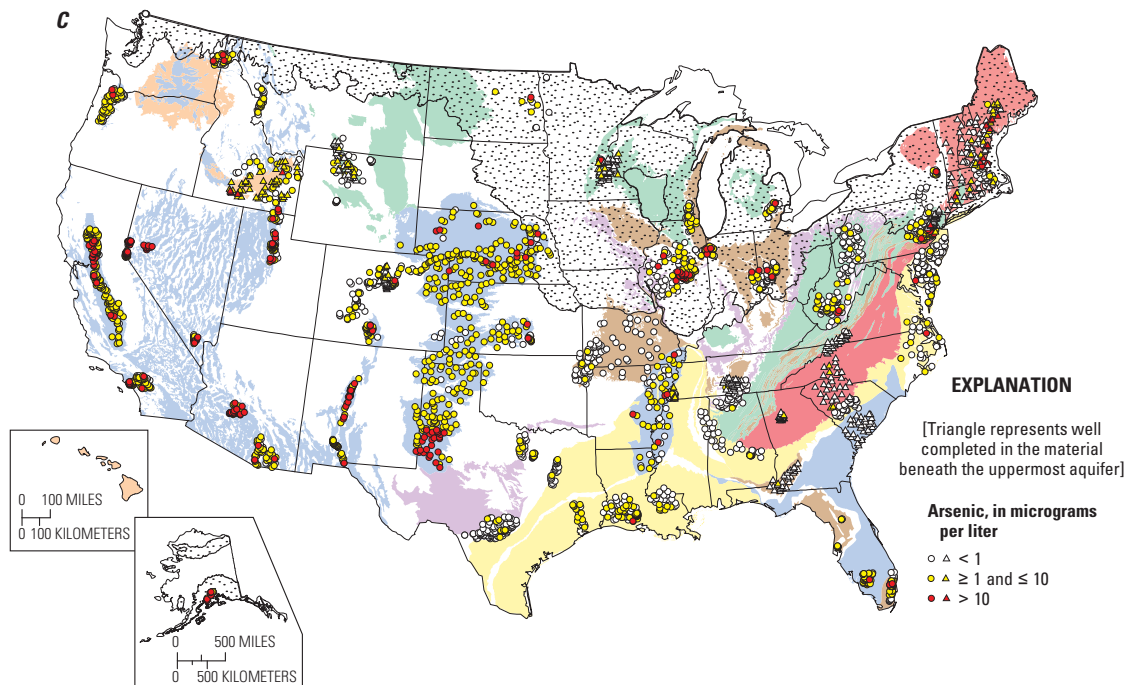 C
EXPLANATION
[Triangle represents well
completed in the material
beneath the uppermost aquifer]
Arsenic, in micrograms
per liter
< 1
≥ 1 and ≤ 10
> 10
0 100 MILES
0 100 KILOMETERS
0 500 MILES
0 500 KILOMETERS